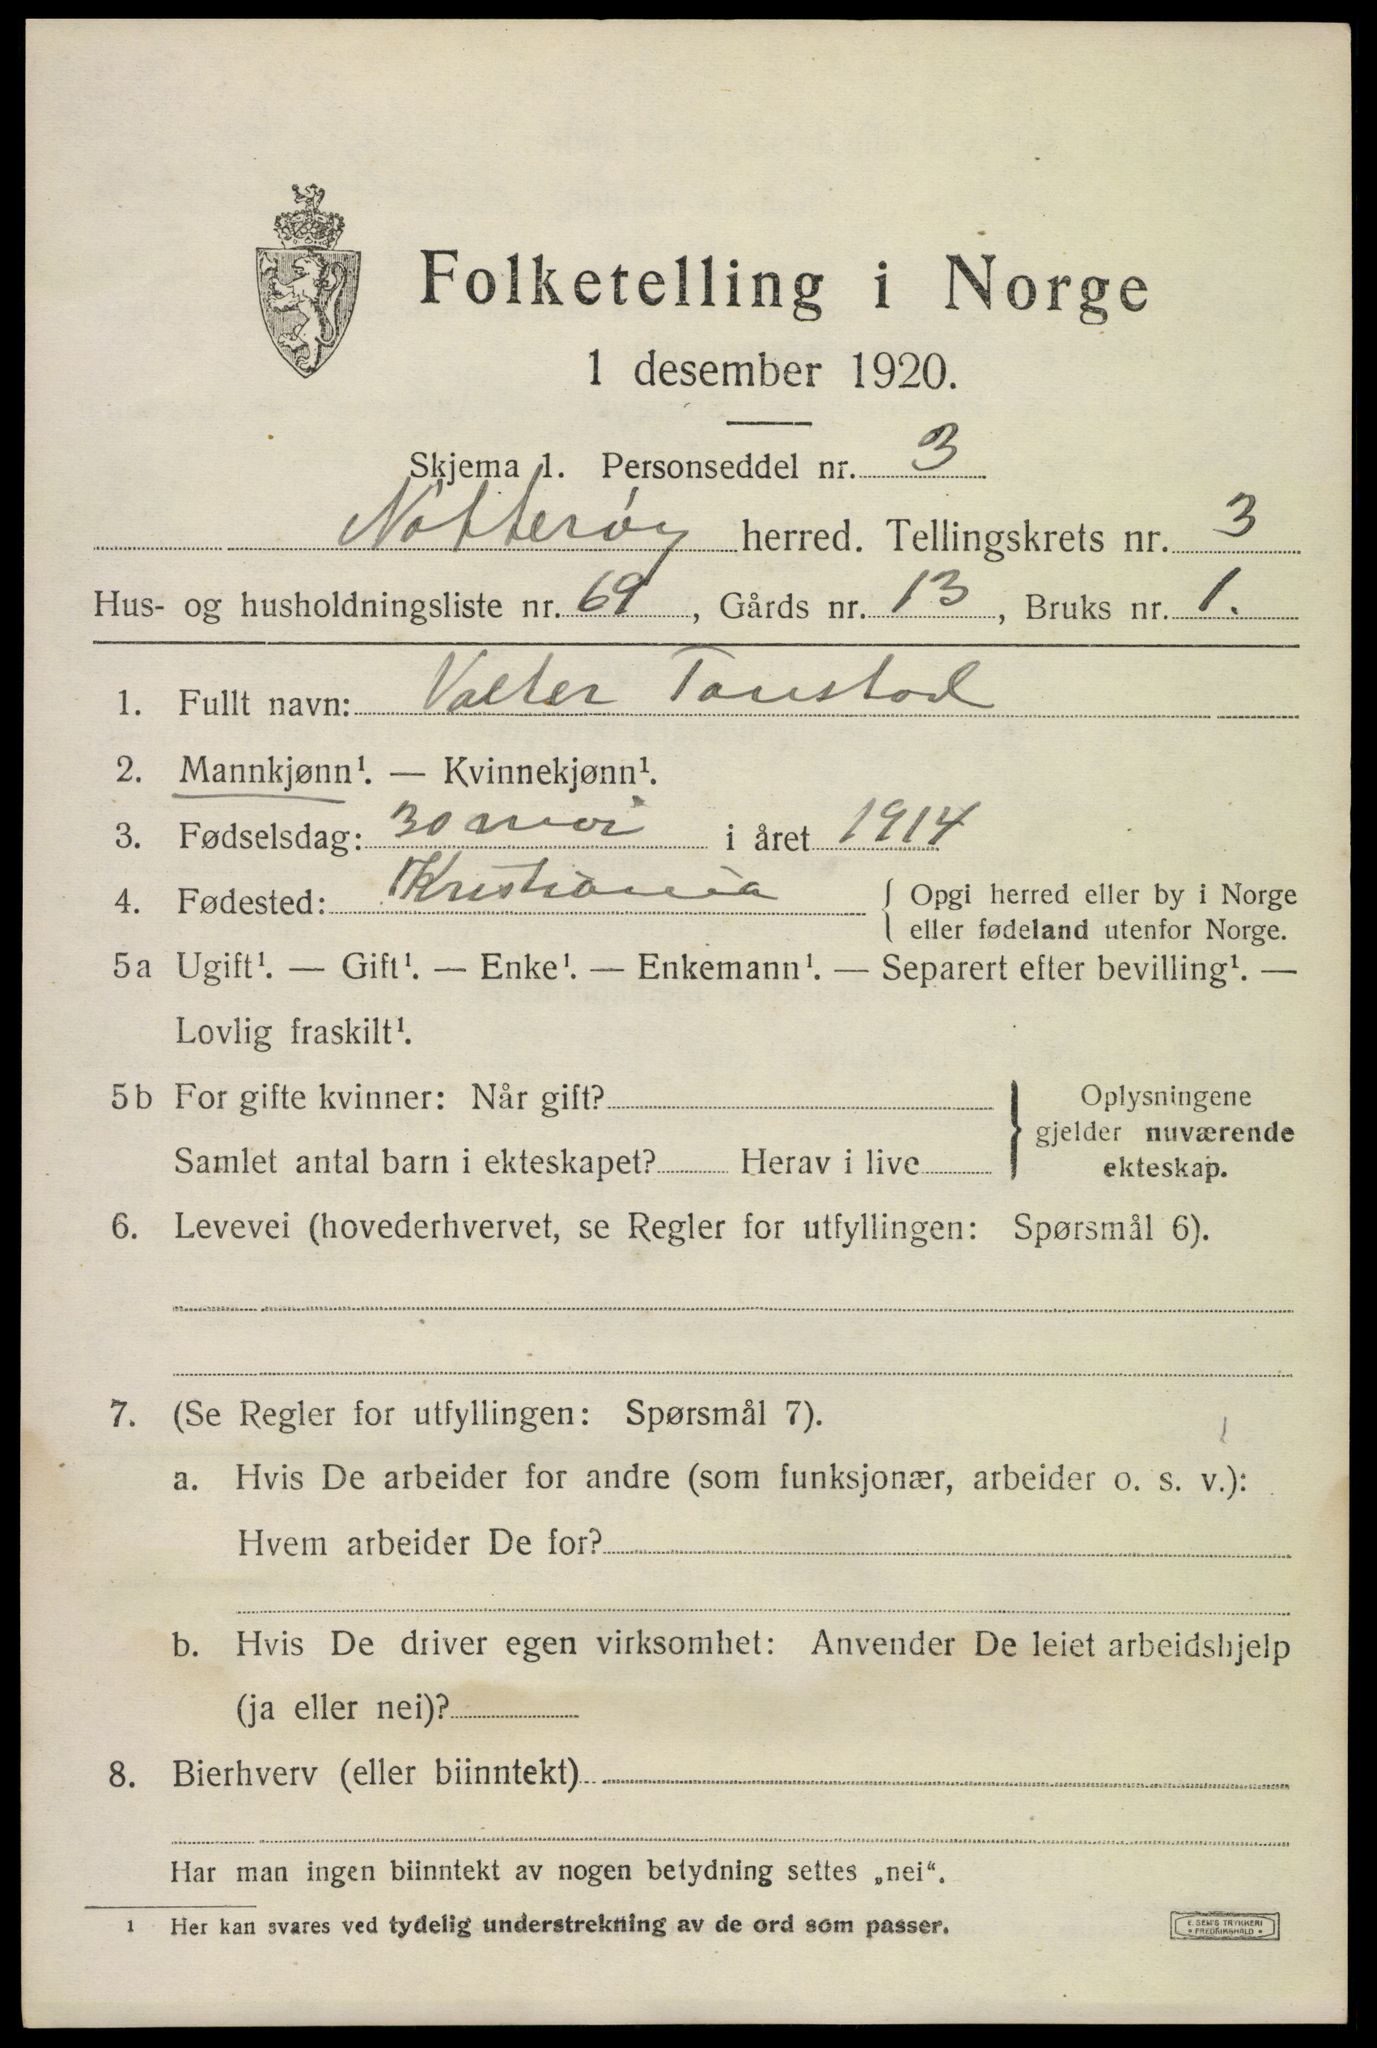 Folketelling i Norge
1 desember 1920.
Skjema 1. Personseddel nr. 3
Nøtterøy herred. Tellingskrets nr. 3
Hus- og husholdningsliste nr. 69, Gårds nr. 13, Bruks nr. 1.
1. Fullt navn: Valter
2. Mannkjønn¹. — Kvinnekjønn¹.
3. Fødselsdag: 30 mai i året 1914
4. Fødested: Kristiania { Opgi herred eller by i Norge
eller fødeland utenfor Norge.
5a Ugift¹. — Gift¹. — Enke¹. — Enkemann¹. — Separert efter bevilling¹. —
Lovlig fraskilt¹.
5b For gifte kvinner: Når gift? } Oplysningene
gjelder nuværende
Samlet antal barn i ekteskapet? Herav i live
ekteskap.
6. Levevei (hovederhvervet, se Regler for utfyllingen: Spørsmål 6).
7. (Se Regler for utfyllingen: Spørsmål 7).
a. Hvis De arbeider for andre (som funksjonær, arbeider o. s. v.):
Hvem arbeider De for?
b. Hvis De driver egen virksomhet: Anvender De leiet arbeidshjelp
(ja eller nei)?
8. Bierhverv (eller biinntekt)
Har man ingen biinntekt av nogen betydning settes „nei“.
1 Her kan svares ved tydelig understrekning av de ord som passer.
E. SEM'S TRYKKERI
• FREDRIKSHALD •